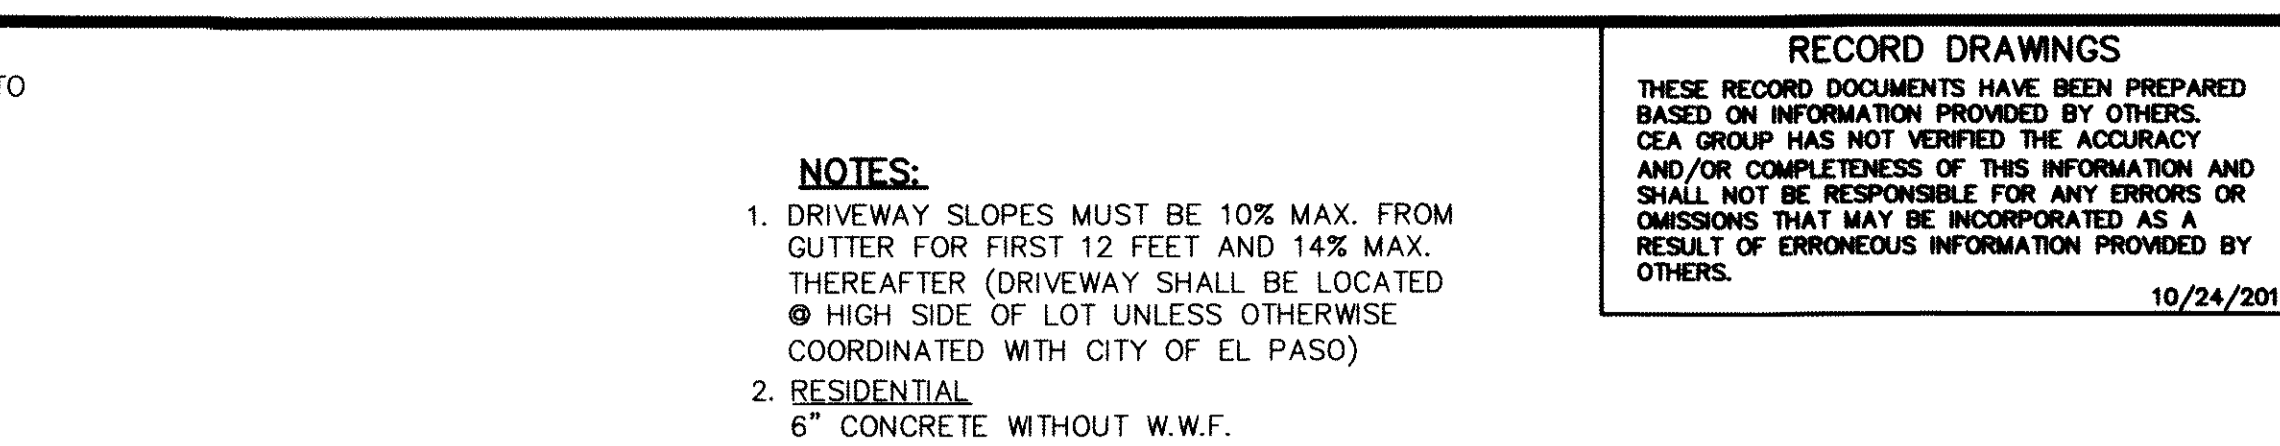 TO
NOTES:
1. DRIVEWAY SLOPES MUST BE 10% MAX. FROM
GUTTER FOR FIRST 12 FEET AND 14% MAX.
THEREAFTER (DRIVEWAY SHALL BE LOCATED
@ HIGH SIDE OF LOT UNLESS OTHERWISE
COORDINATED WITH CITY OF EL PASO)
2. RESIDENTIAL
6" CONCRETE WITHOUT W.W.F.
RECORD DRAWINGS
THESE RECORD DOCUMENTS HAVE BEEN PREPARED
BASED ON INFORMATION PROVIDED BY OTHERS.
CEA GROUP HAS NOT VERIFIED THE ACCURACY
AND/OR COMPLETENESS OF THIS INFORMATION AND
SHALL NOT BE RESPONSIBLE FOR ANY ERRORS OR
OMISSIONS THAT MAY BE INCORPORATED AS A
RESULT OF ERRONEOUS INFORMATION PROVIDED BY
OTHERS.
10/24/201